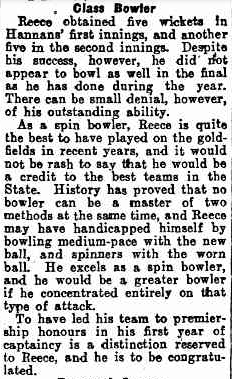 Class Bowler
Reece obtained five wickets in
Hannans' first innings, and another
five in the second innings. Despite
his success, however, he did not
appear to bowl as well in the final
as he has done during the year.
There can be small denial, however,
of his outstanding ability.
As a spin bowler, Reece is quite
the best to have played on the gold-
fields in recent years, and it would
not be rash to say that he would be
a credit to the best teams in the
State. History has proved that no
bowler can be a master of two
methods at the same time, and Reece
may have handicapped himself by
bowling medium-pace with the new
ball, and spinners with the worn
ball. He excels as a spin bowler,
and he would be a greater bowler
if he concentrated entirely on that
type of attack.
To have led his team to premier-
ship honours in his first year of
captaincy is a distinction reserved
to Reece, and he is to be congratu-
lated.